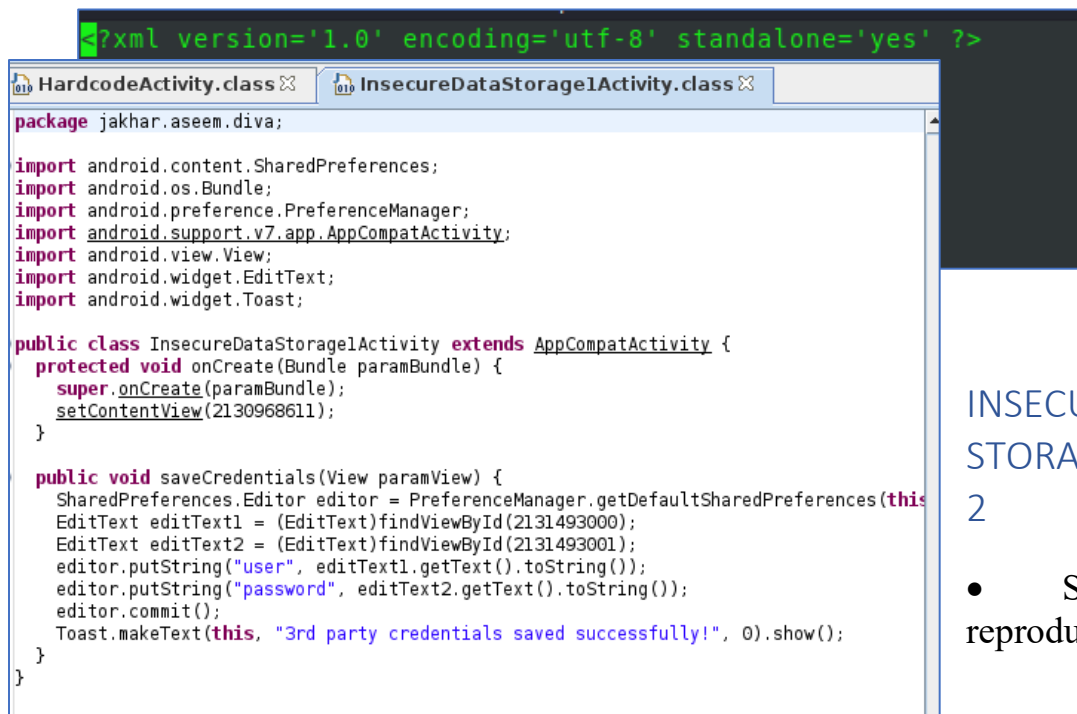 <?xml version='1.0' encoding='utf-8' standalone='yes' ?>
HardcodeActivity.class
InsecureDataStorage1Activity.class
package jakhar.aseem.diva;
import android.content.SharedPreferences;
import android.os.Bundle;
import android.preference.PreferenceManager;
import android.support.v7.app.AppCompatActivity;
import android.view.View;
import android.widget.EditText;
import android.widget.Toast;
public class InsecureDataStorage1Activity extends AppCompatActivity {
protected void onCreate(Bundle paramBundle) {
super.onCreate(paramBundle);
setContentView(2130968611);
}
public void saveCredentials(View paramView) {
SharedPreferences.Editor editor = PreferenceManager.getDefaultSharedPreferences(this
EditText editText1 = (EditText)findViewById(2131493000);
EditText editText2 = (EditText)findViewById(2131493001);
editor.putString("user", editText1.getText().toString());
editor.putString("password", editText2.getText().toString());
editor.commit();
Toast.makeText(this, "3rd party credentials saved successfully!", 0).show();
}
}
2